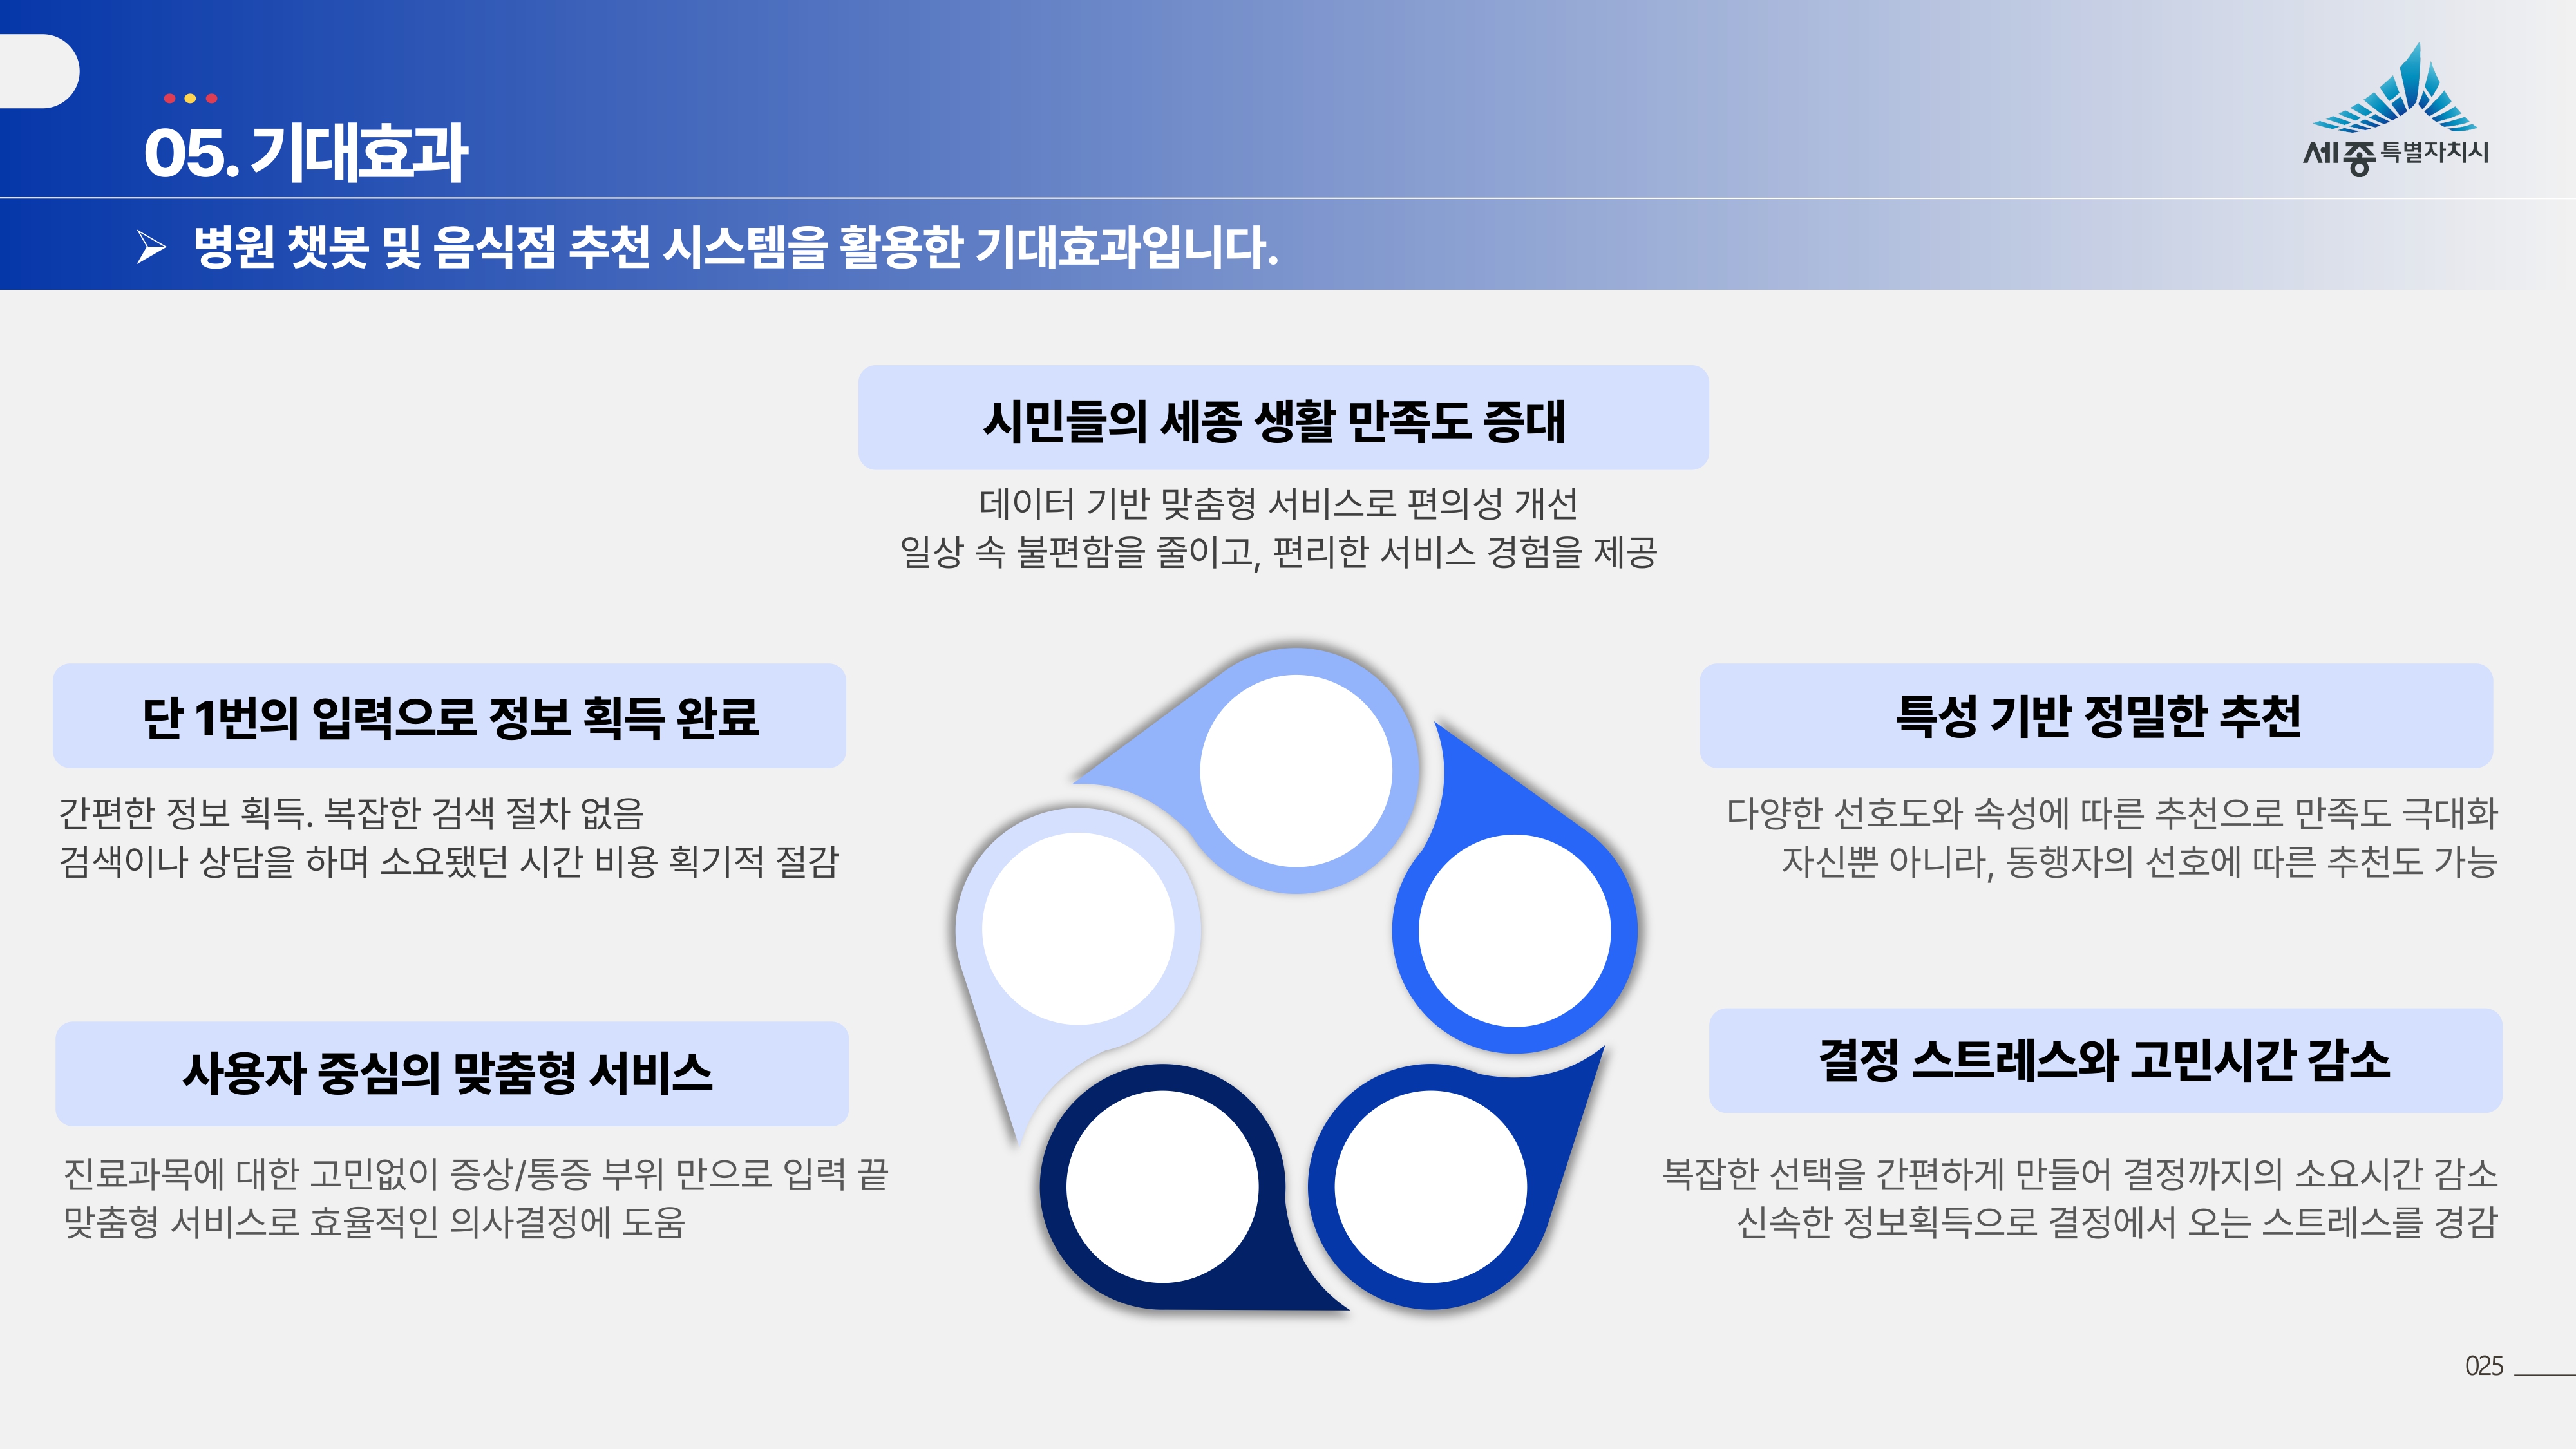 05. 기대효과
세종특별자치시
병원 챗봇 및 음식점 추천 시스템을 활용한 기대효과입니다.
시민들의 세종 생활 만족도 증대
데이터 기반 맞춤형 서비스로 편의성 개선
일상 속 불편함을 줄이고, 편리한 서비스 경험을 제공
단 1번의 입력으로 정보 획득 완료
간편한 정보 획득. 복잡한 검색 절차 없음
검색이나 상담을 하며 소요됐던 시간 비용 획기적 절감
특성 기반 정밀한 추천
다양한 선호도와 속성에 따른 추천으로 만족도 극대화
자신뿐 아니라, 동행자의 선호에 따른 추천도 가능
사용자 중심의 맞춤형 서비스
진료과목에 대한 고민없이 증상/통증 부위 만으로 입력 끝
맞춤형 서비스로 효율적인 의사결정에 도움
결정 스트레스와 고민시간 감소
복잡한 선택을 간편하게 만들어 결정까지의 소요시간 감소
신속한 정보획득으로 결정에서 오는 스트레스를 경감
025